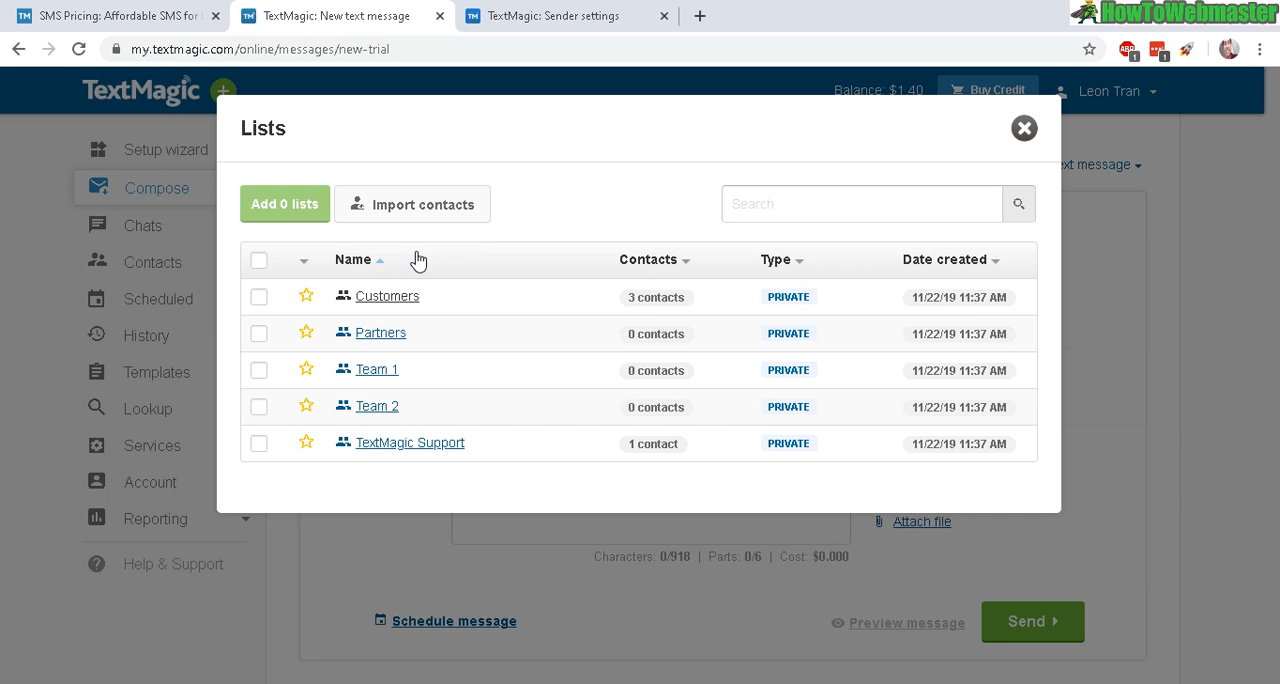 SMS Pricing: Affordable SMS for
TextMagic: New text message
TextMagic: Sender settings
HowToWebmaster
my.textmagic.com/online/messages/new-trial
TextMagic
Balance: $1.40
Buy Credit
Leon Tran
Setup wizard
Compose
Chats
Contacts
Scheduled
History
Templates
Lookup
Services
Account
Reporting
Help & Support
Lists
Add 0 lists
Import contacts
Search
Name Contacts Type Date created
Customers 3 contacts PRIVATE 11/22/19 11:37 AM
Partners 0 contacts PRIVATE 11/22/19 11:37 AM
Team 1 0 contacts PRIVATE 11/22/19 11:37 AM
Team 2 0 contacts PRIVATE 11/22/19 11:37 AM
TextMagic Support 1 contact PRIVATE 11/22/19 11:37 AM
message
Attach file
Characters: 0/918 | Parts: 0/6 | Cost: $0.000
Schedule message
Preview message
Send